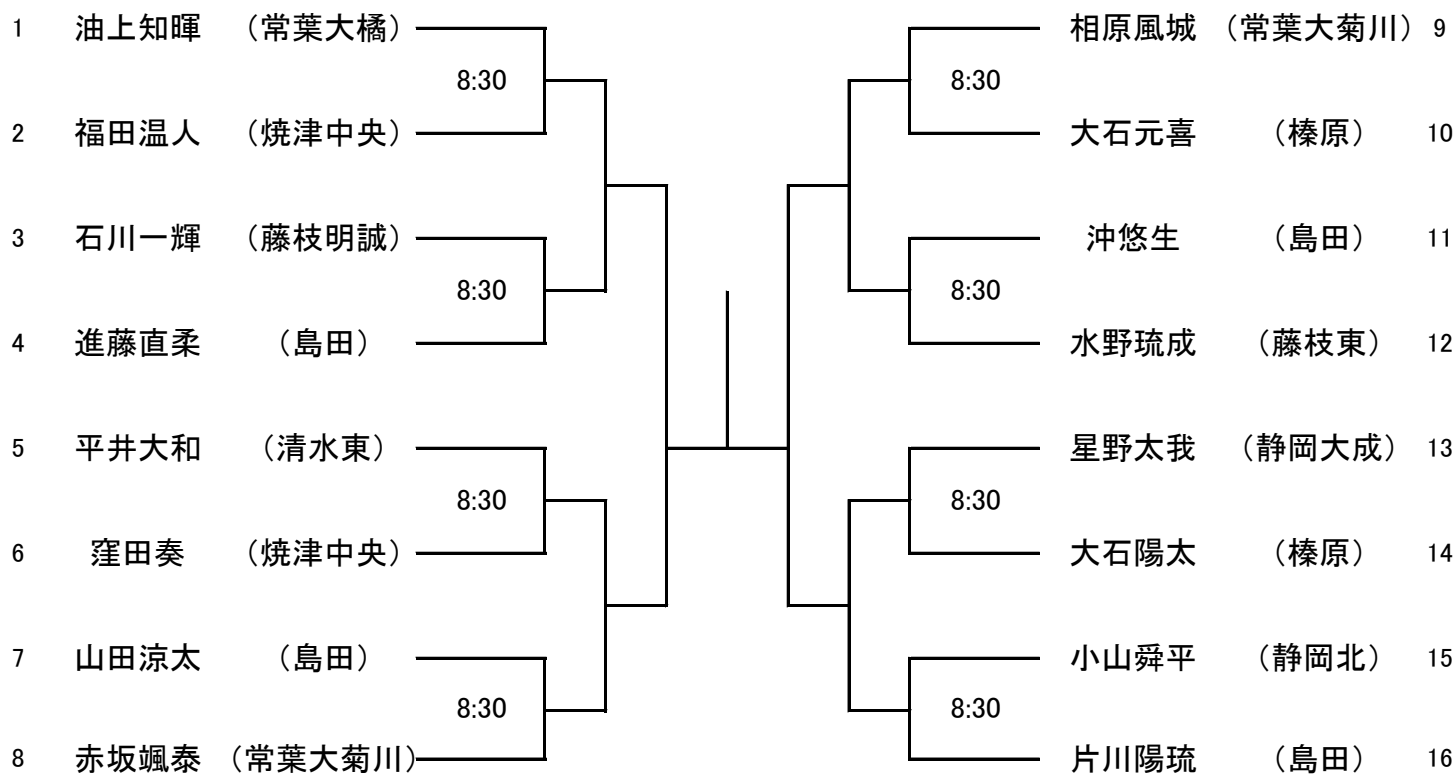 1 油上知暉 （常葉大橘） 相原風城 （常葉大菊川） 9
8:30 8:30
2 福田温人 （焼津中央） 大石元喜 （榛原） 10
3 石川一輝 （藤枝明誠） 沖悠生 （島田） 11
8:30 8:30
4 進藤直柔 （島田） 水野琉成 （藤枝東） 12
5 平井大和 （清水東） 星野太我 （静岡大成） 13
8:30 8:30
6 窪田奏 （焼津中央） 大石陽太 （榛原） 14
7 山田涼太 （島田） 小山舜平 （静岡北） 15
8:30 8:30
8 赤坂颯泰 （常葉大菊川） 片川陽琉 （島田） 16